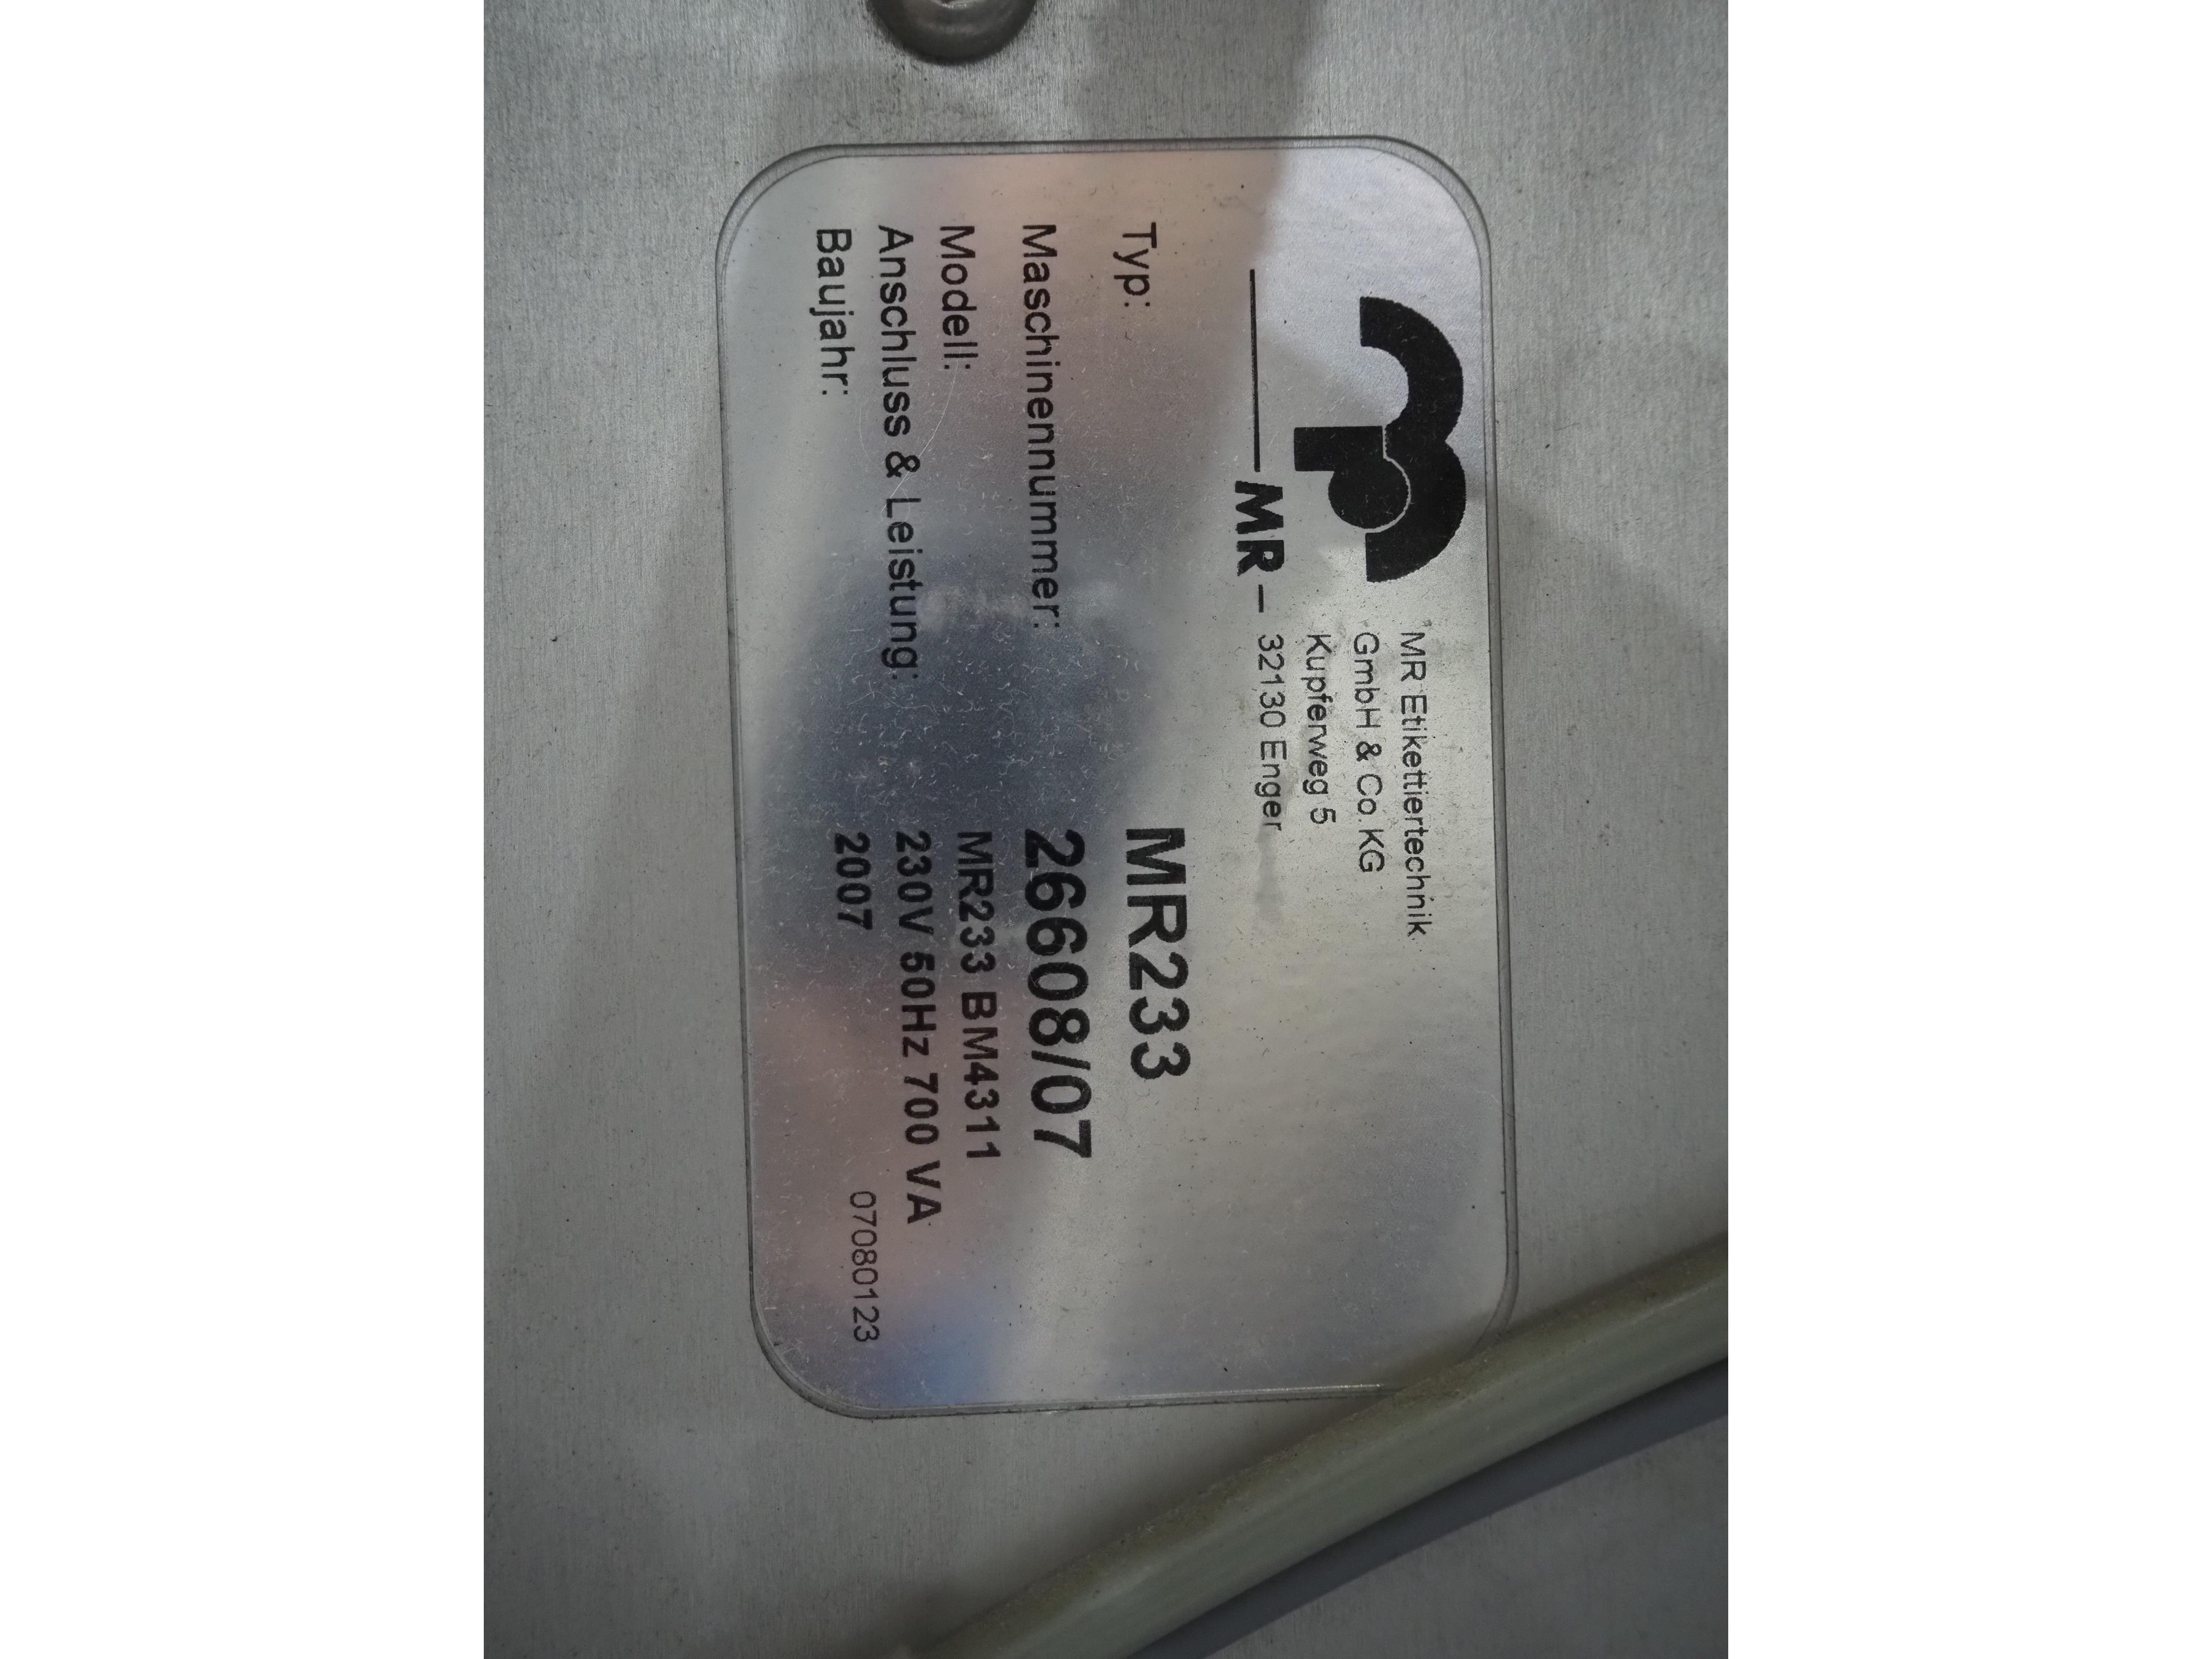 MR Etikettiertechnik
GmbH & Co. KG
Kupferweg 5
MR 32130 Enger
Typ: MR233
Maschinennummer: 26608/07
Modell: MR233 BM4311
Anschluss & Leistung: 230V 50Hz 700 VA
Baujahr: 2007
07080123